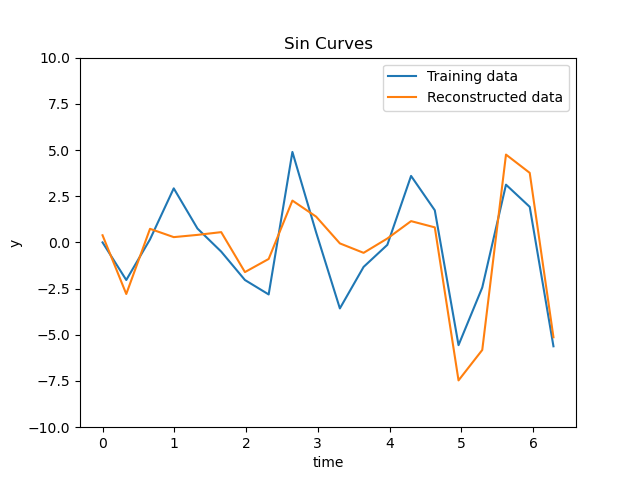 Sin Curves
Training data
Reconstructed data
10.0
7.5
5.0
2.5
0.0
−2.5
−5.0
−7.5
−10.0
y
0 1 2 3 4 5 6
time